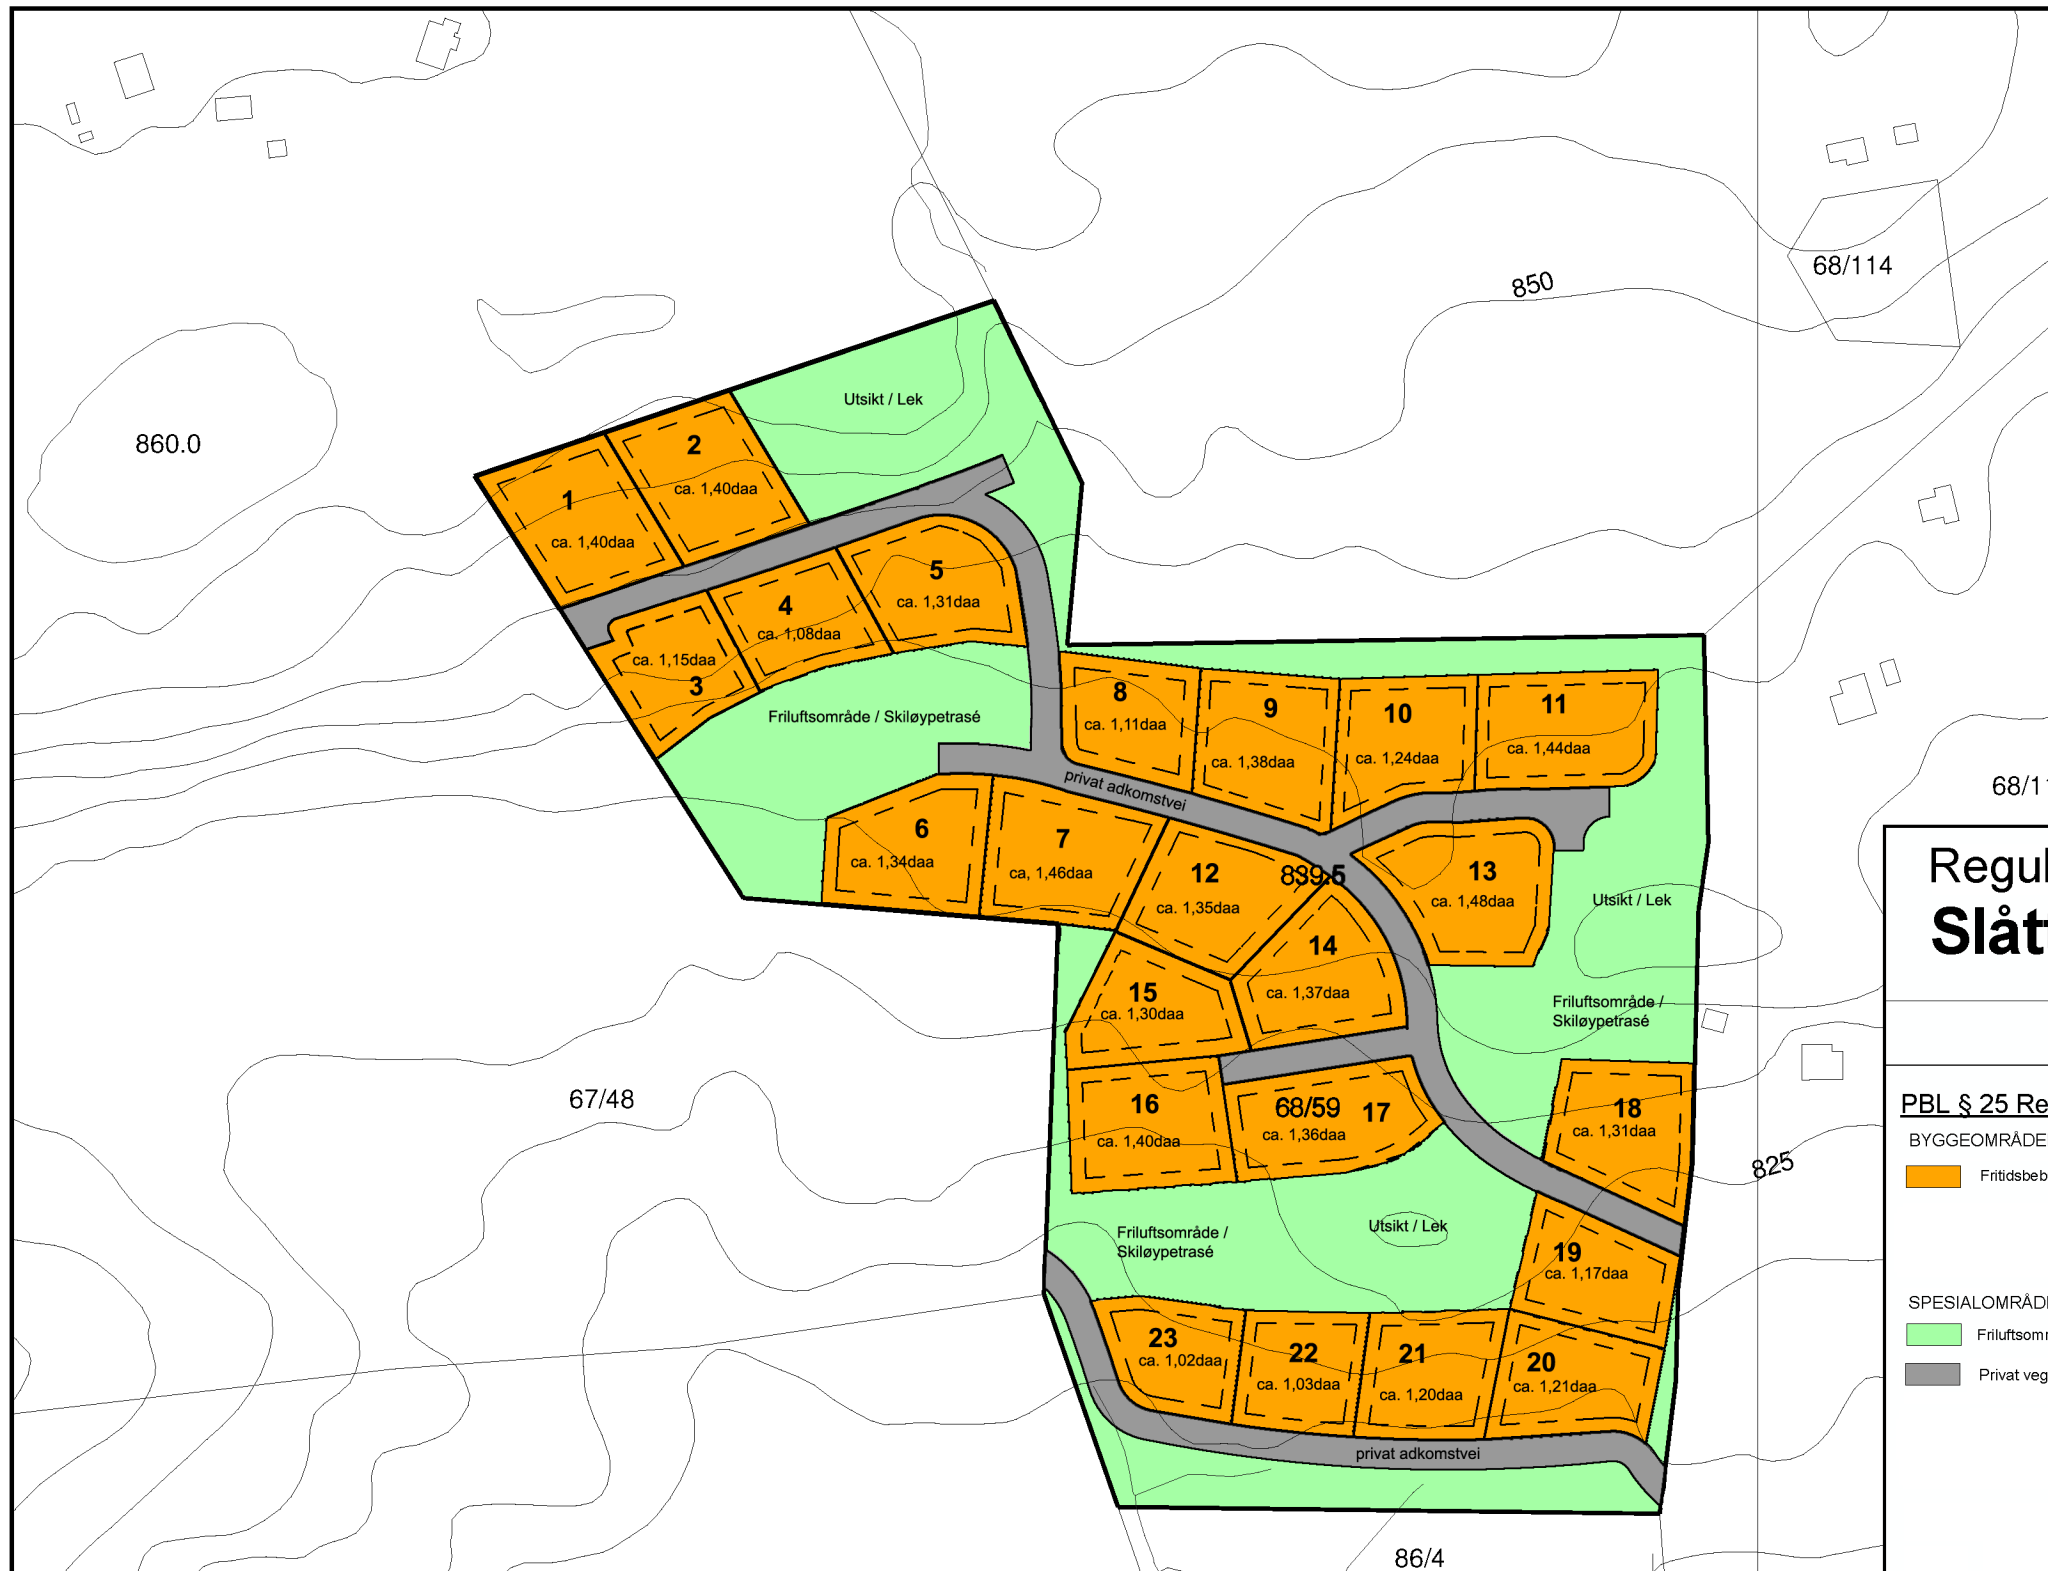 850
68/114
860.0
Utsikt / Lek
2
ca. 1,40daa
1
ca. 1,40daa
5
ca. 1,31daa
4
ca. 1,08daa
ca. 1,15daa
3
Friluftsområde / Skiløypetrasé
8
ca. 1,11daa
9
ca. 1,38daa
10
ca. 1,24daa
11
ca. 1,44daa
privat adkomstvei
6
ca. 1,34daa
7
ca, 1,46daa
12
ca. 1,35daa
839.5
13
ca. 1,48daa
Utsikt / Lek
14
ca. 1,37daa
15
ca. 1,30daa
Friluftsområde /
Skiløypetrasé
16
ca. 1,40daa
68/59
17
ca. 1,36daa
18
ca. 1,31daa
67/48
825
Friluftsområde /
Skiløypetrasé
Utsikt / Lek
19
ca. 1,17daa
23
ca. 1,02daa
22
ca. 1,03daa
21
ca. 1,20daa
20
ca. 1,21daa
privat adkomstvei
86/4
68/11
Regul
Slått
PBL § 25 Re
BYGGEOMRÅDE
Fritidsbeb
SPESIALOMRÅD
Friluftsom
Privat veg